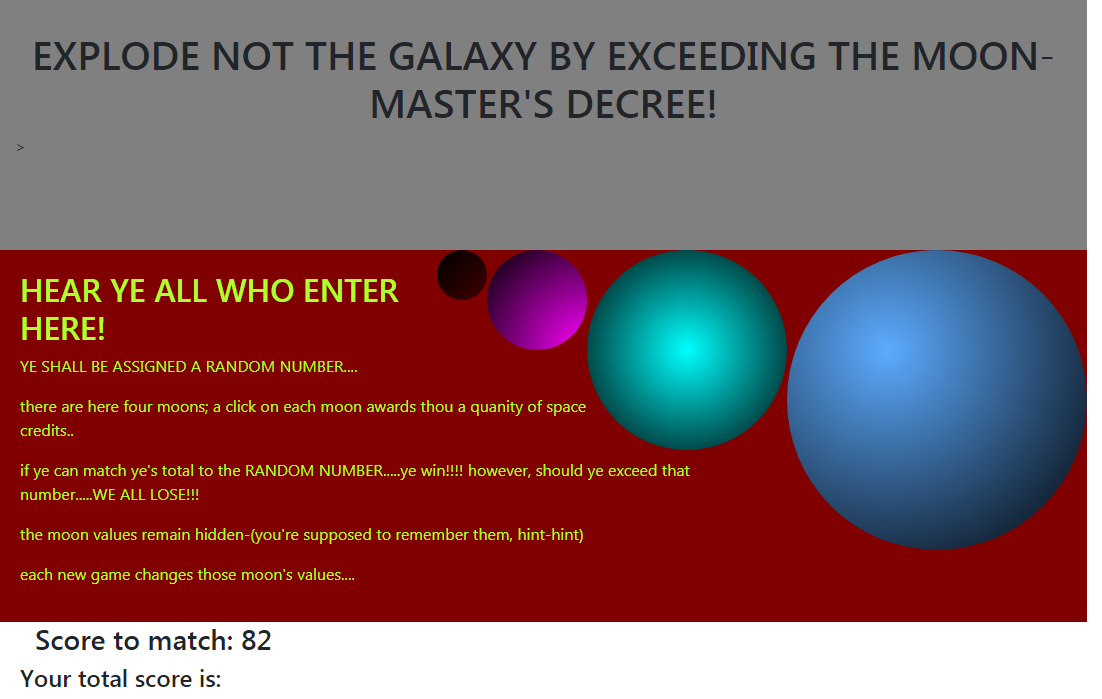 EXPLODE NOT THE GALAXY BY EXCEEDING THE MOON-
MASTER'S DECREE!
>
HEAR YE ALL WHO ENTER
HERE!
YE SHALL BE ASSIGNED A RANDOM NUMBER....
there are here four moons; a click on each moon awards thou a quanity of space
credits..
if ye can match ye's total to the RANDOM NUMBER.....ye win!!!! however, should ye exceed that
number.....WE ALL LOSE!!!
the moon values remain hidden-(you're supposed to remember them, hint-hint)
each new game changes those moon's values....
Score to match: 82
Your total score is: